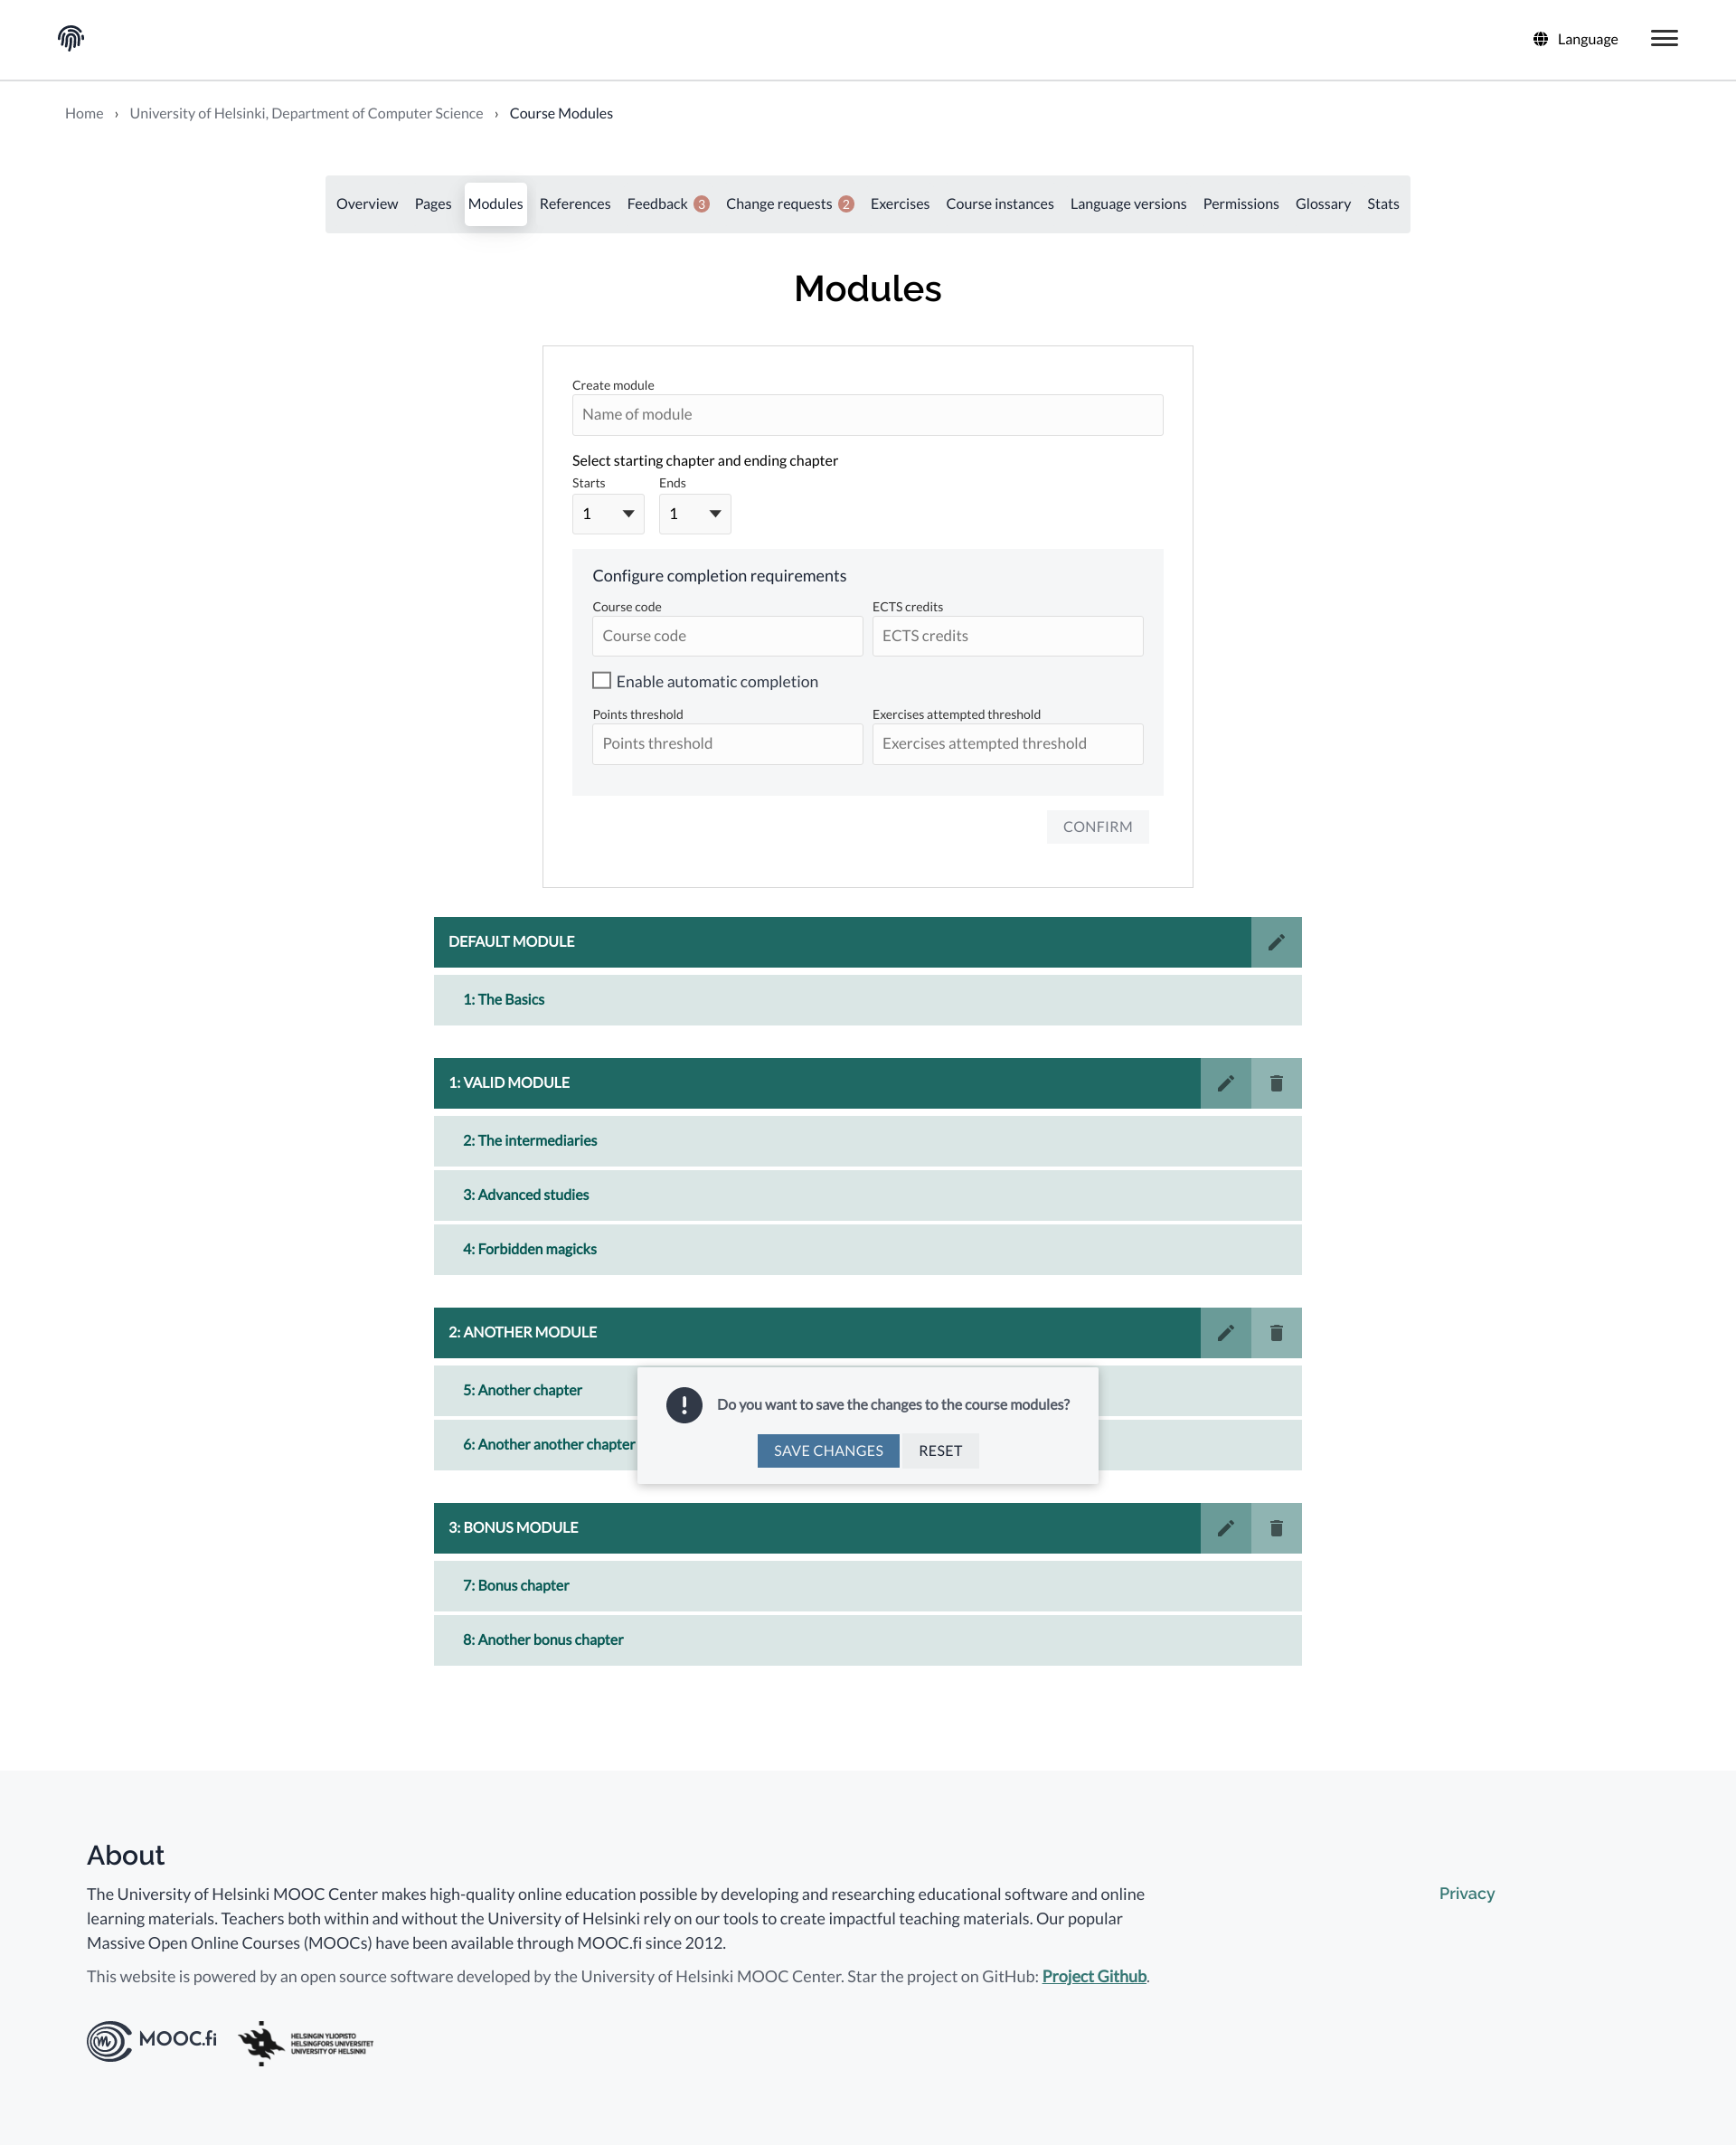 Language
Home › University of Helsinki, Department of Computer Science › Course Modules
Overview Pages Modules References Feedback 3 Change requests 2 Exercises Course instances Language versions Permissions Glossary Stats
Modules
Create module
Name of module
Select starting chapter and ending chapter
Starts Ends
1 1
Configure completion requirements
Course code ECTS credits
Course code ECTS credits
Enable automatic completion
Points threshold Exercises attempted threshold
Points threshold Exercises attempted threshold
CONFIRM
DEFAULT MODULE
1: The Basics
1: VALID MODULE
2: The intermediaries
3: Advanced studies
4: Forbidden magicks
2: ANOTHER MODULE
5: Another chapter
6: Another another chapter
Do you want to save the changes to the course modules?
SAVE CHANGES RESET
3: BONUS MODULE
7: Bonus chapter
8: Another bonus chapter
About
The University of Helsinki MOOC Center makes high-quality online education possible by developing and researching educational software and online
learning materials. Teachers both within and without the University of Helsinki rely on our tools to create impactful teaching materials. Our popular
Massive Open Online Courses (MOOCs) have been available through MOOC.fi since 2012.
This website is powered by an open source software developed by the University of Helsinki MOOC Center. Star the project on GitHub: Project Github.
Privacy
MOOC.fi
HELSINGIN YLIOPISTO
HELSINGFORS UNIVERSITET
UNIVERSITY OF HELSINKI